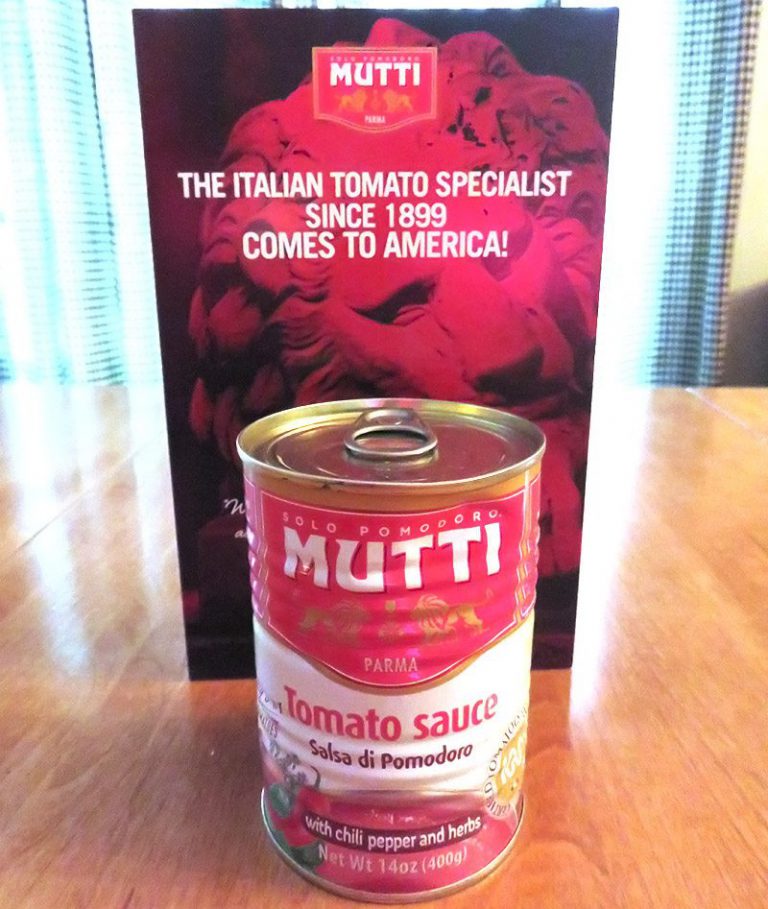 SOLO POMODORO
MUTTI
PARMA
THE ITALIAN TOMATO SPECIALIST
SINCE 1899
COMES TO AMERICA!
SOLO POMODORO
MUTTI
PARMA
Tomato sauce
Salsa di Pomodoro
with chili pepper and herbs
Net Wt 14oz (400g)